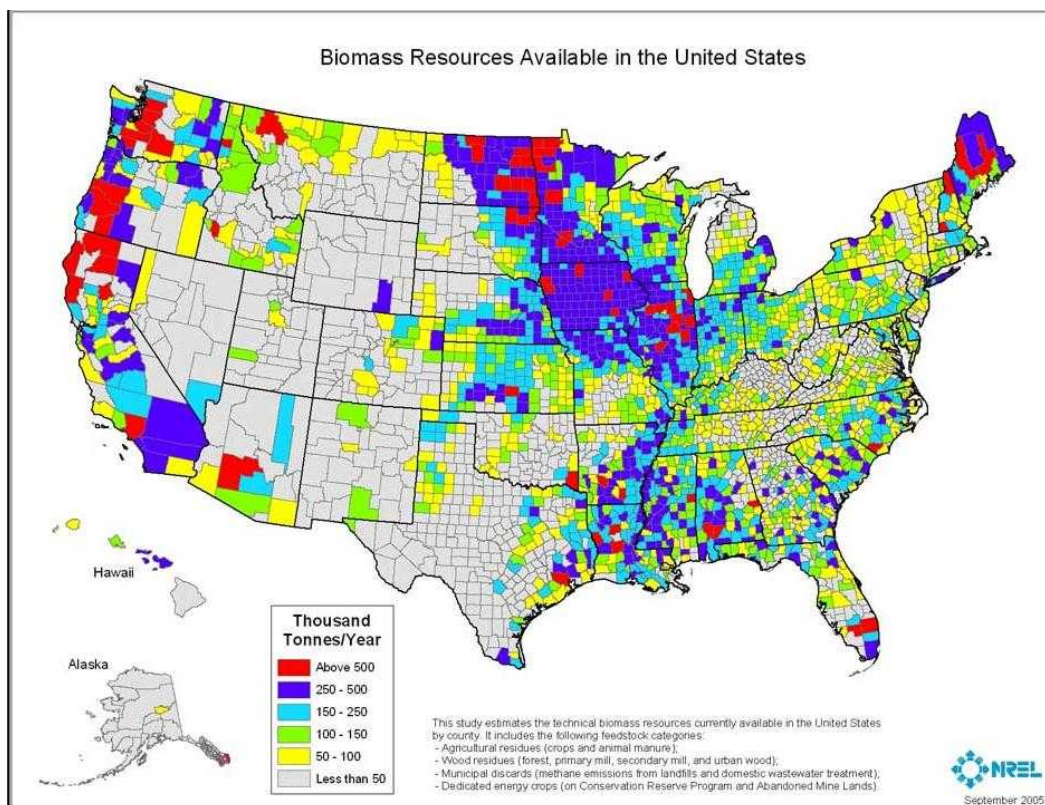 Biomass Resources Available in the United States
Hawaii
Alaska
Thousand
Tonnes/Year
Above 500
250 - 500
150 - 250
100 - 150
50 - 100
Less than 50
This study estimates the technical biomass resources currently available in the United States
by county. It includes the following feedstock categories:
- Agricultural residues (crops and animal manure);
- Wood residues (forest, primary mill, secondary mill, and urban wood);
- Municipal discards (methane emissions from landfills and domestic wastewater treatment);
- Dedicated energy crops (on Conservation Reserve Program and Abandoned Mine Lands).
NREL
September 2005